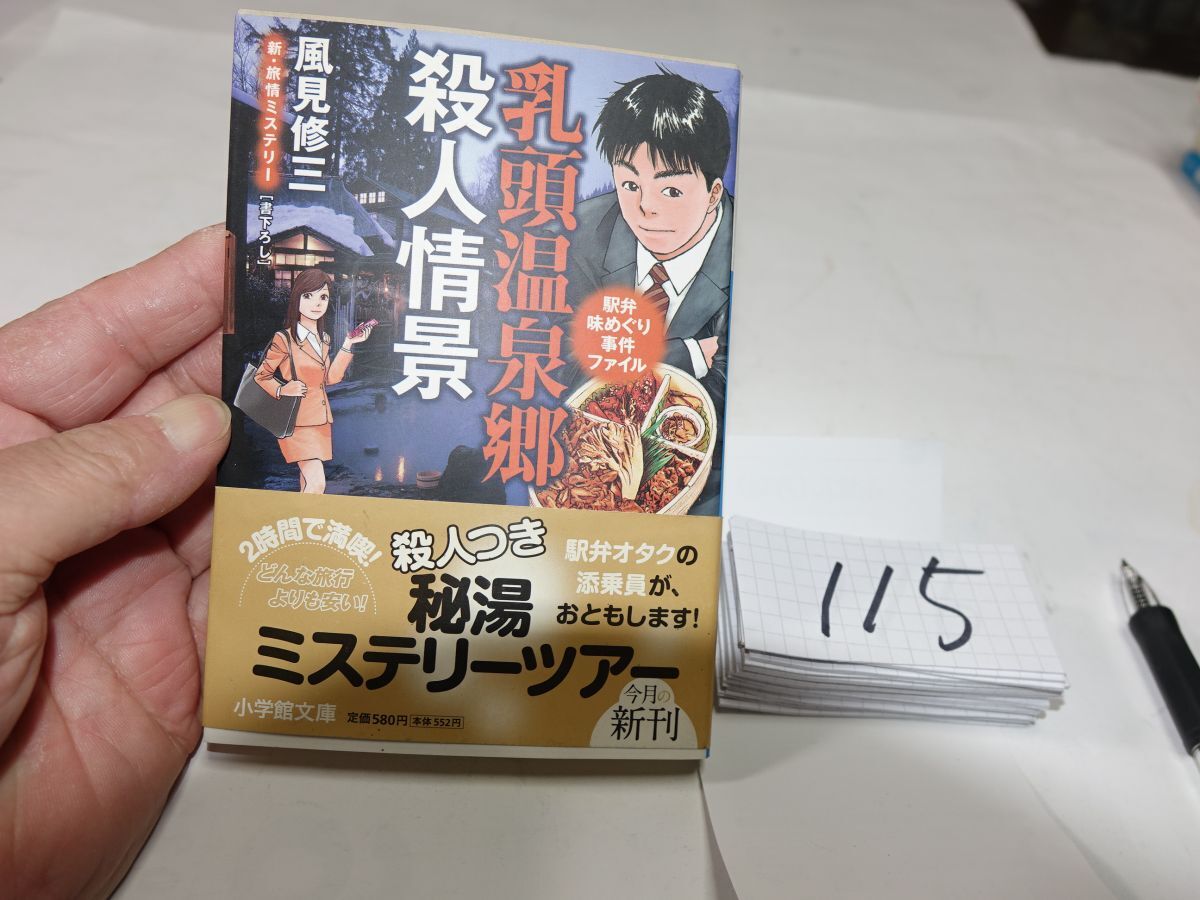 乳頭温泉郷
殺人情景
風見修三
新・旅情ミステリー
［書下ろし］
駅弁
味めぐり
事件
ファイル
2時間で満喫!
どんな旅行
よりも安い!
殺人つき
秘湯
ミステリーツアー
駅弁オタクの
添乗員が、
おともします!
小学館文庫
定価580円 本体552円
今月の
新刊
115